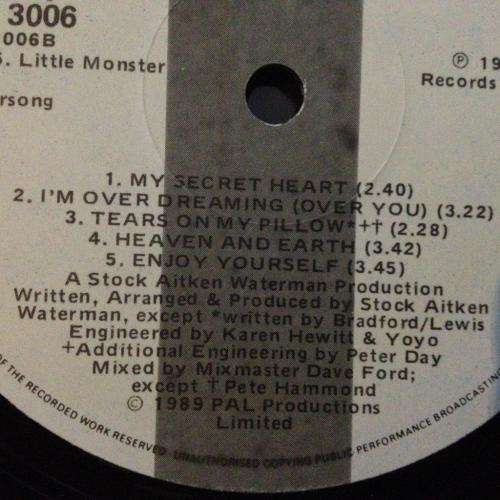 3006
006B
Little Monster
℗ 19
Records
rsong
1. MY SECRET HEART (2.40)
2. I'M OVER DREAMING (OVER YOU) (3.22)
3. TEARS ON MY PILLOW*+† (2.28)
4. HEAVEN AND EARTH (3.42)
5. ENJOY YOURSELF (3.45)
A Stock Aitken Waterman Production
Written, Arranged & Produced by Stock Aitken
Waterman, except *written by Bradford/Lewis
Engineered by Karen Hewitt & Yoyo
+Additional Engineering by Peter Day
Mixed by Mixmaster Dave Ford;
except † Pete Hammond
© 1989 PAL Productions
Limited
OF THE RECORDED WORK RESERVED. UNAUTHORISED COPYING PUBLIC PERFORMANCE BROADCASTING